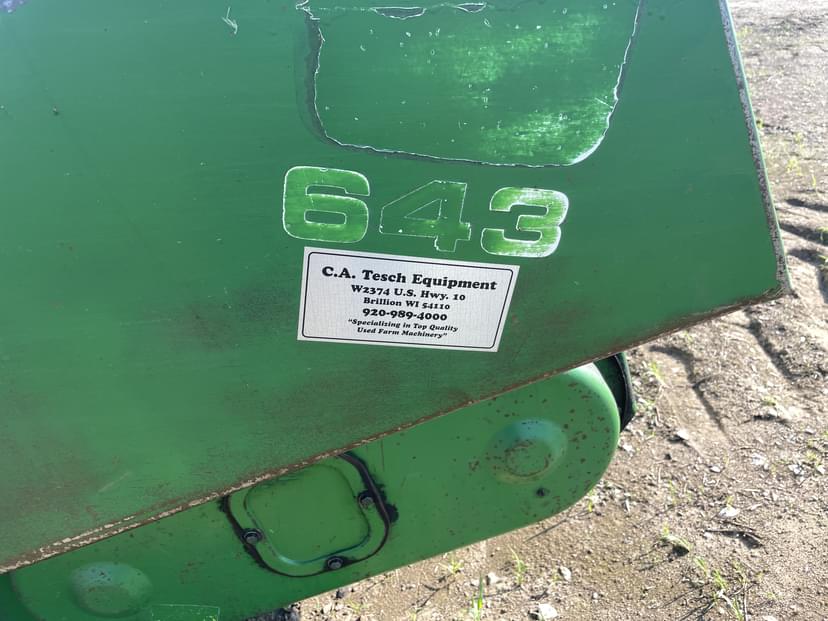 643
C.A. Tesch Equipment
W2374 U.S. Hwy. 10
Brillion WI 54110
920-989-4000
"Specializing in Top Quality
Used Farm Machinery"